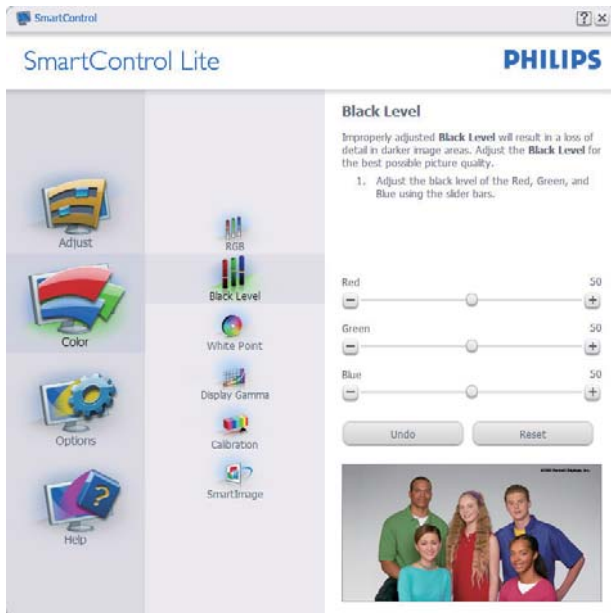 SmartControl
SmartControl Lite
PHILIPS
Adjust
Color
Options
Help
RGB
Black Level
White Point
Display Gamma
Calibration
SmartImage
Black Level
Improperly adjusted Black Level will result in a loss of
detail in darker image areas. Adjust the Black Level for
the best possible picture quality.
1. Adjust the black level of the Red, Green, and
Blue using the slider bars.
Red 50
Green 50
Blue 50
Undo Reset